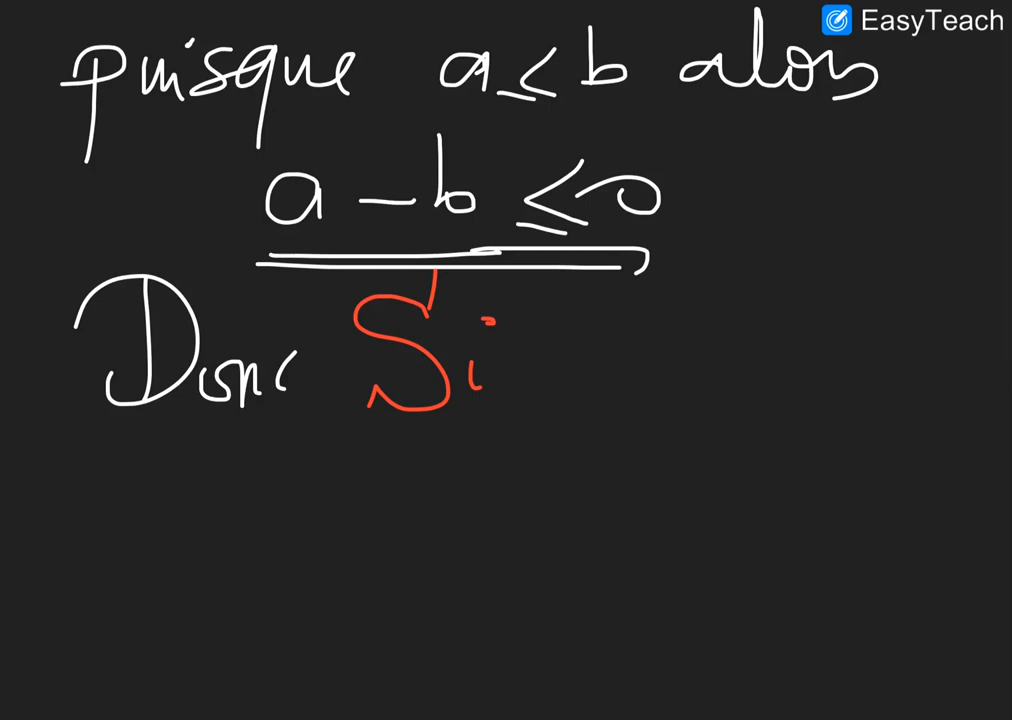 EasyTeach
puisque a ≤ b alors
a - b ≤ 0
Donc Si